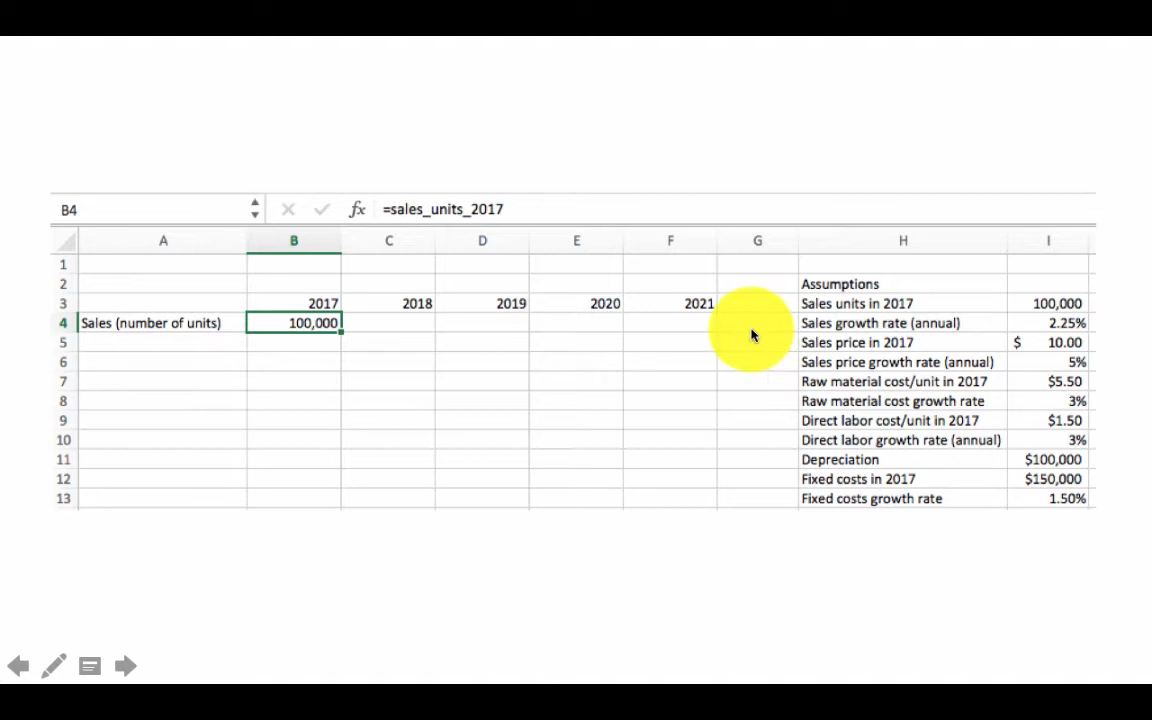 B4 fx =sales_units_2017
A B C D E F G H I
1
2 Assumptions
3 2017 2018 2019 2020 2021 Sales units in 2017 100,000
4 Sales (number of units) 100,000 Sales growth rate (annual) 2.25%
5 Sales price in 2017 $ 10.00
6 Sales price growth rate (annual) 5%
7 Raw material cost/unit in 2017 $5.50
8 Raw material cost growth rate 3%
9 Direct labor cost/unit in 2017 $1.50
10 Direct labor growth rate (annual) 3%
11 Depreciation $100,000
12 Fixed costs in 2017 $150,000
13 Fixed costs growth rate 1.50%